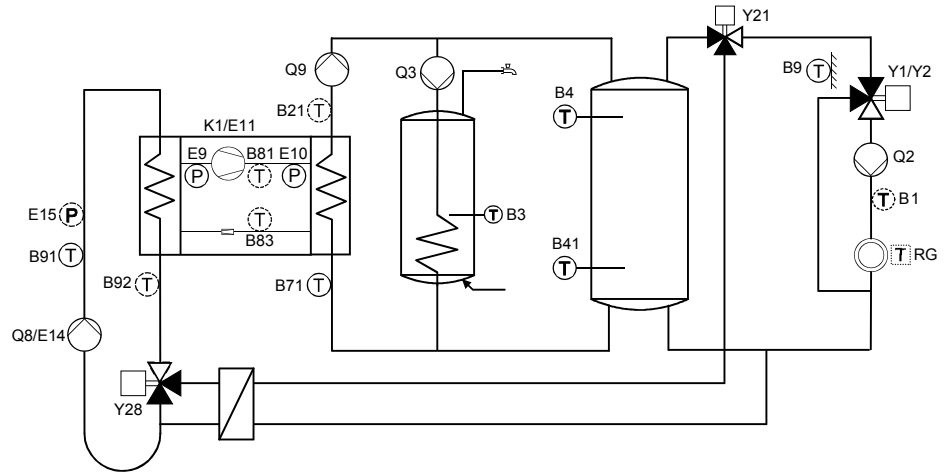 Y21
Q9
Q3
B9
T
Y1/Y2
B21
T
B4
T
K1/E11
E9
B81
E10
P
T
P
Q2
T
B1
T
B3
E15
P
T
B83
B91
T
B92
T
B71
T
B41
T
T
RG
Q8/E14
Y28